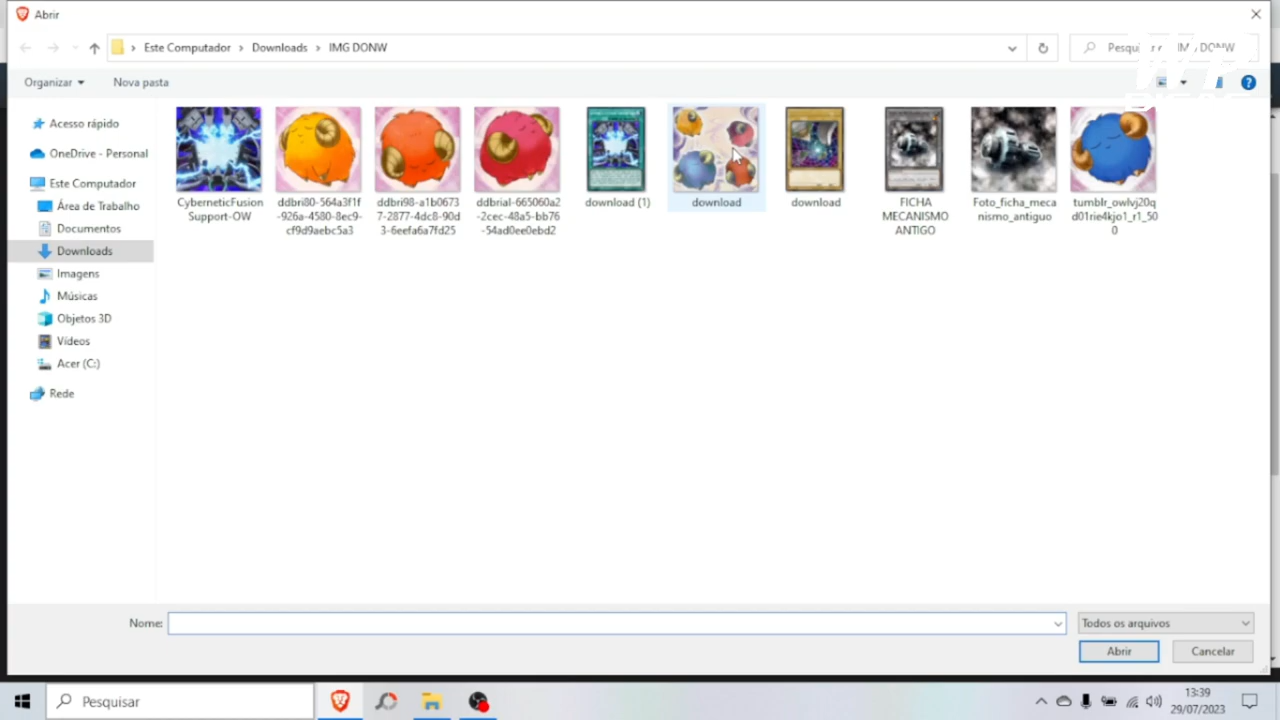 Abrir
Este Computador > Downloads > IMG DONW
Organizar
Nova pasta
Acesso rápido
OneDrive - Personal
Este Computador
Área de Trabalho
Documentos
Downloads
Imagens
Músicas
Objetos 3D
Vídeos
Acer (C:)
Rede
CyberneticFusion
Support-OW
ddbri80-564a3f1f
-926a-4580-8ec9-
cf9d9aebc5a3
ddbri98-a1b0673
7-2877-4dc8-90d
3-6eefa6a7fd25
ddbrial-665060a2
-2cec-48a5-bb76
-54ad0ee0ebd2
download (1)
download
download
FICHA
MECANISMO
ANTIGO
Foto_ficha_meca
nismo_antiguo
tumblr_owlvj20q
d01rie4kjo1_r1_50
0
Nome:
Todos os arquivos
Abrir
Cancelar
Pesquisar
13:39
29/07/2023